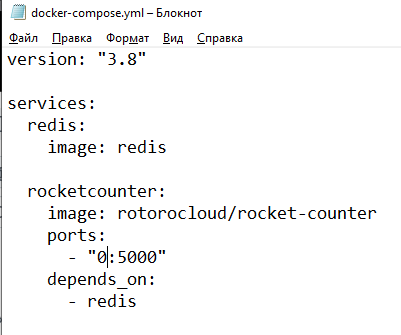 docker-compose.yml – Блокнот
Файл Правка Формат Вид Справка
version: "3.8"
services:
  redis:
    image: redis
  rocketcounter:
    image: rotorocloud/rocket-counter
    ports:
      - "0:5000"
    depends_on:
      - redis